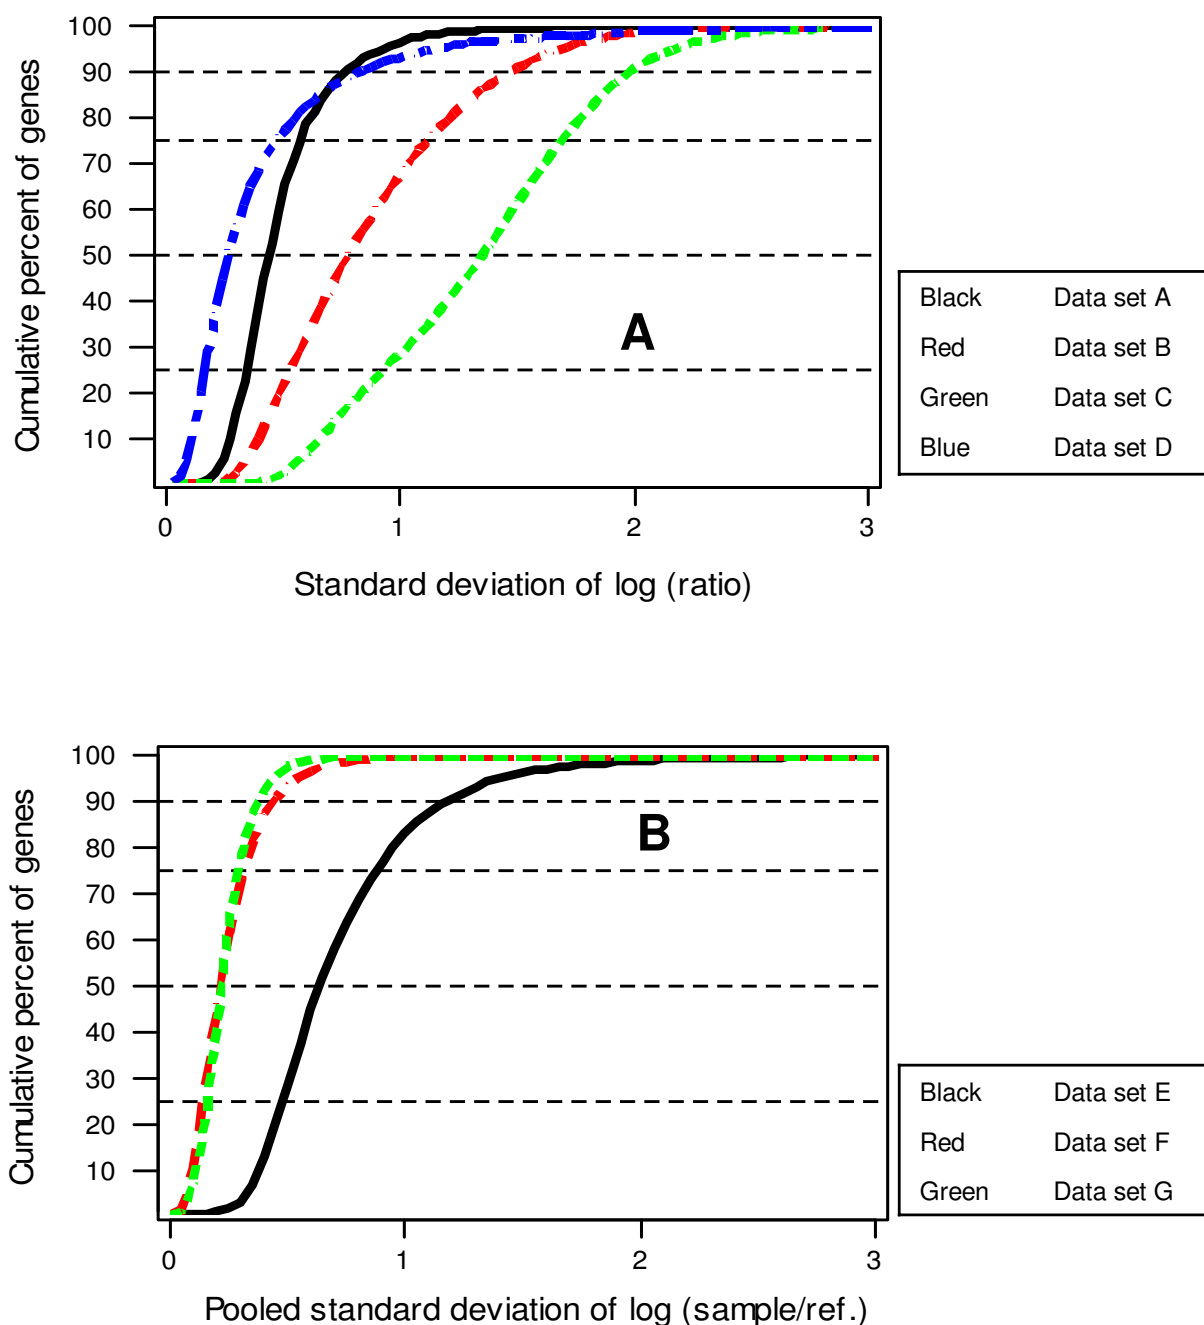 100
90
80
70
60
50
40
30
20
10
Cumulative percent of genes
A
0 1 2 3
Standard deviation of log (ratio)
Black Data set A
Red Data set B
Green Data set C
Blue Data set D
100
90
80
70
60
50
40
30
20
10
Cumulative percent of genes
B
0 1 2 3
Pooled standard deviation of log (sample/ref.)
Black Data set E
Red Data set F
Green Data set G